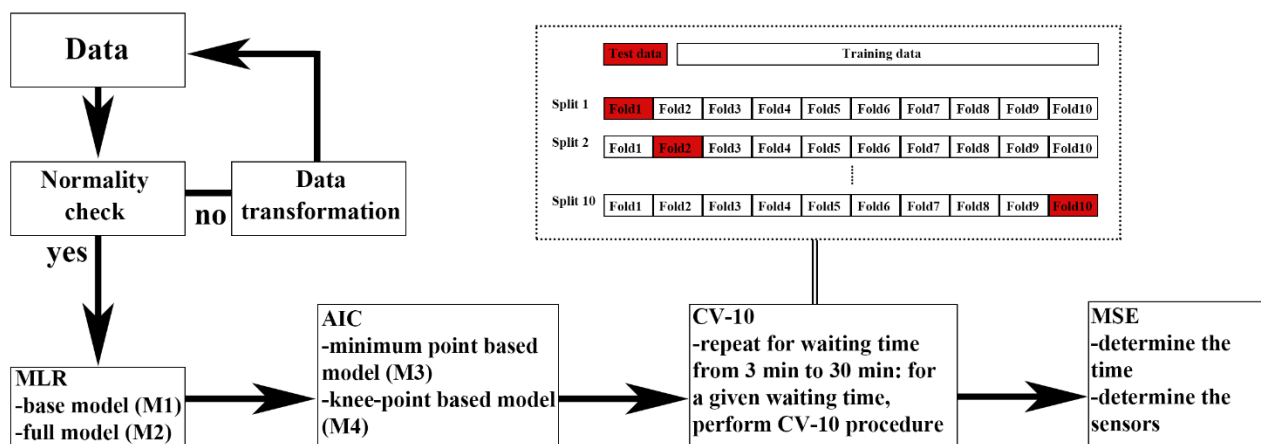 Data
Normality
check
no
Data
transformation
yes
MLR
-base model (M1)
-full model (M2)
AIC
-minimum point based
model (M3)
-knee-point based model
(M4)
Test data
Training data
Split 1
Fold1 Fold2 Fold3 Fold4 Fold5 Fold6 Fold7 Fold8 Fold9 Fold10
Split 2
Fold1 Fold2 Fold3 Fold4 Fold5 Fold6 Fold7 Fold8 Fold9 Fold10
Split 10
Fold1 Fold2 Fold3 Fold4 Fold5 Fold6 Fold7 Fold8 Fold9 Fold10
CV-10
-repeat for waiting time
from 3 min to 30 min: for
a given waiting time,
perform CV-10 procedure
MSE
-determine the
time
-determine the
sensors